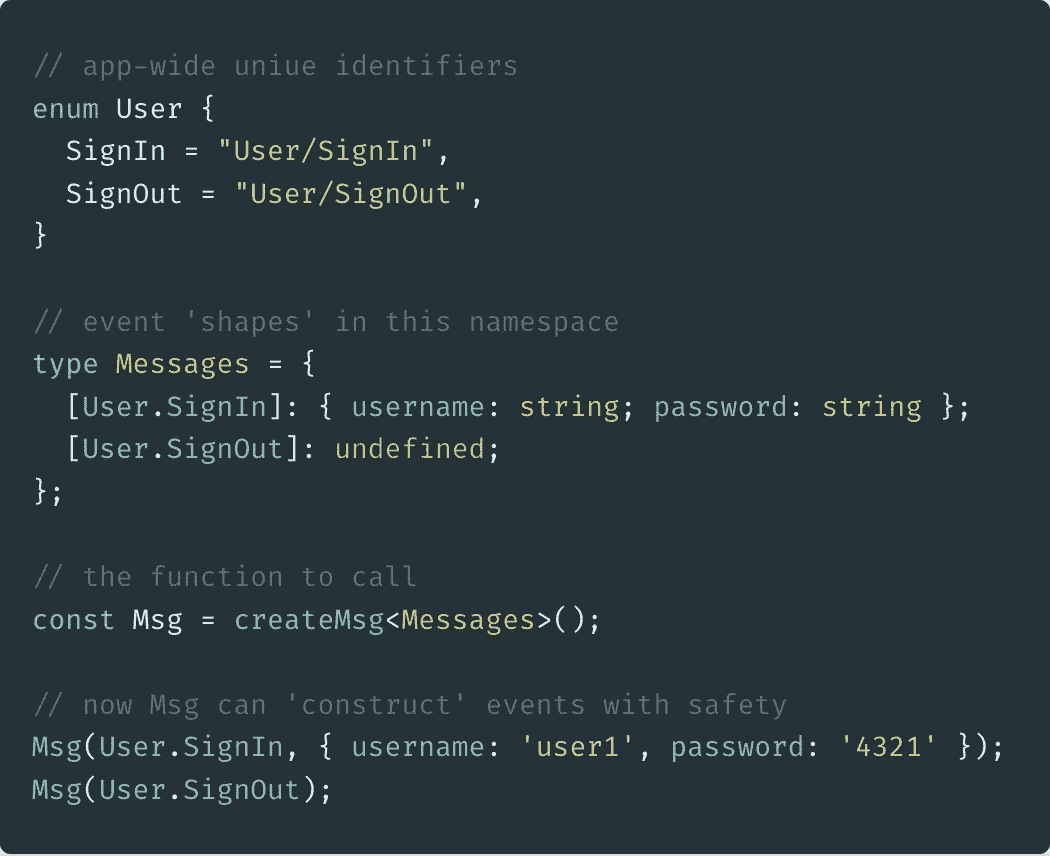 // app-wide uniue identifiers
enum User {
  SignIn = "User/SignIn",
  SignOut = "User/SignOut",
}
// event 'shapes' in this namespace
type Messages = {
  [User.SignIn]: { username: string; password: string };
  [User.SignOut]: undefined;
};
// the function to call
const Msg = createMsg<Messages>();
// now Msg can 'construct' events with safety
Msg(User.SignIn, { username: 'user1', password: '4321' });
Msg(User.SignOut);